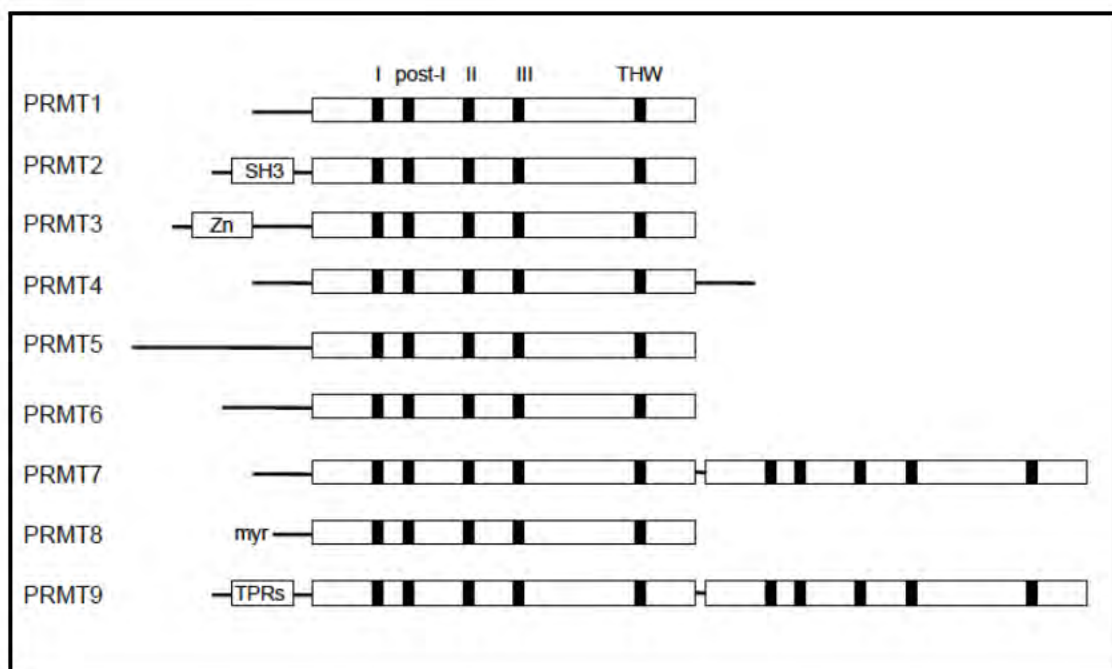 I post-I II III THW
PRMT1
PRMT2 SH3
PRMT3 Zn
PRMT4
PRMT5
PRMT6
PRMT7
PRMT8 myr
PRMT9 TPRs